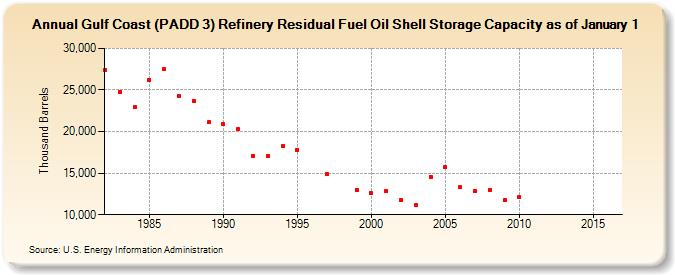 Annual Gulf Coast (PADD 3) Refinery Residual Fuel Oil Shell Storage Capacity as of January 1
Thousand Barrels
30,000
25,000
20,000
15,000
10,000
1985 1990 1995 2000 2005 2010 2015
Source: U.S. Energy Information Administration